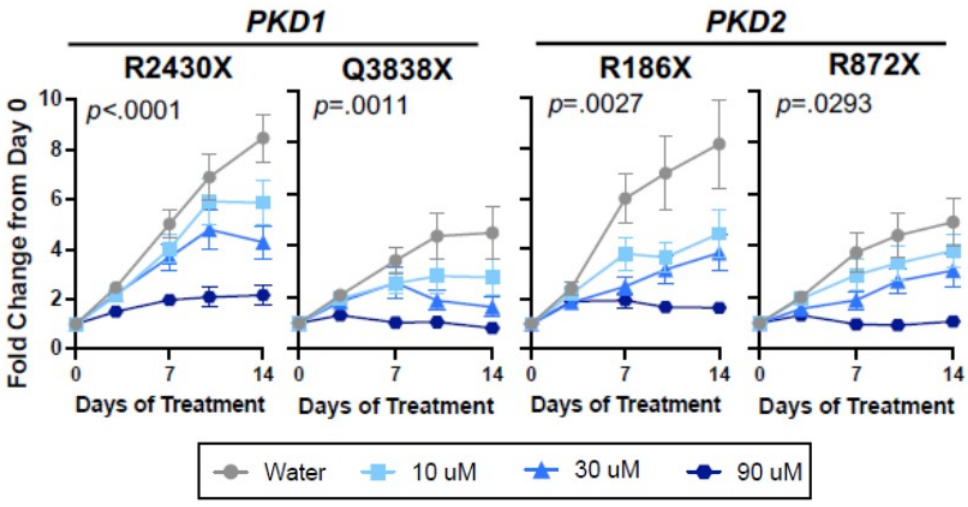 PKD1 PKD2
R2430X Q3838X R186X R872X
p<.0001 p=.0011 p=.0027 p=.0293
Fold Change from Day 0
10
8
6
4
2
0
0 7 14 0 7 14 0 7 14 0 7 14
Days of Treatment Days of Treatment Days of Treatment Days of Treatment
Water 10 uM 30 uM 90 uM